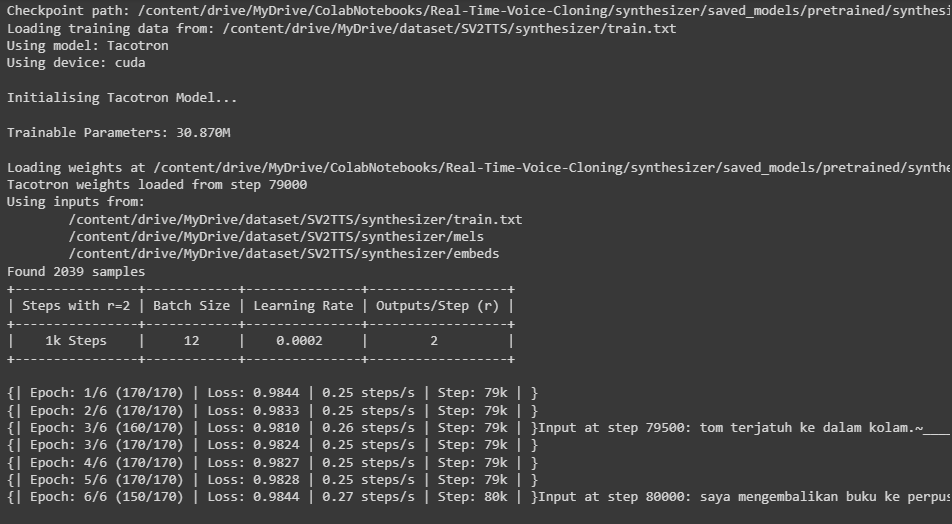 Checkpoint path: /content/drive/MyDrive/ColabNotebooks/Real-Time-Voice-Cloning/synthesizer/saved_models/pretrained/synthesi
Loading training data from: /content/drive/MyDrive/dataset/SV2TTS/synthesizer/train.txt
Using model: Tacotron
Using device: cuda
Initialising Tacotron Model...
Trainable Parameters: 30.870M
Loading weights at /content/drive/MyDrive/ColabNotebooks/Real-Time-Voice-Cloning/synthesizer/saved_models/pretrained/synthe
Tacotron weights loaded from step 79000
Using inputs from:
/content/drive/MyDrive/dataset/SV2TTS/synthesizer/train.txt
/content/drive/MyDrive/dataset/SV2TTS/synthesizer/mels
/content/drive/MyDrive/dataset/SV2TTS/synthesizer/embeds
Found 2039 samples
+----------------+------------+---------------+------------------+
| Steps with r=2 | Batch Size | Learning Rate | Outputs/Step (r) |
+----------------+------------+---------------+------------------+
| 1k Steps | 12 | 0.0002 | 2 |
+----------------+------------+---------------+------------------+
{| Epoch: 1/6 (170/170) | Loss: 0.9844 | 0.25 steps/s | Step: 79k | }
{| Epoch: 2/6 (170/170) | Loss: 0.9833 | 0.25 steps/s | Step: 79k | }
{| Epoch: 3/6 (160/170) | Loss: 0.9810 | 0.26 steps/s | Step: 79k | }Input at step 79500: tom terjatuh ke dalam kolam.~____
{| Epoch: 3/6 (170/170) | Loss: 0.9824 | 0.25 steps/s | Step: 79k | }
{| Epoch: 4/6 (170/170) | Loss: 0.9827 | 0.25 steps/s | Step: 79k | }
{| Epoch: 5/6 (170/170) | Loss: 0.9828 | 0.25 steps/s | Step: 79k | }
{| Epoch: 6/6 (150/170) | Loss: 0.9844 | 0.27 steps/s | Step: 80k | }Input at step 80000: saya mengembalikan buku ke perpus